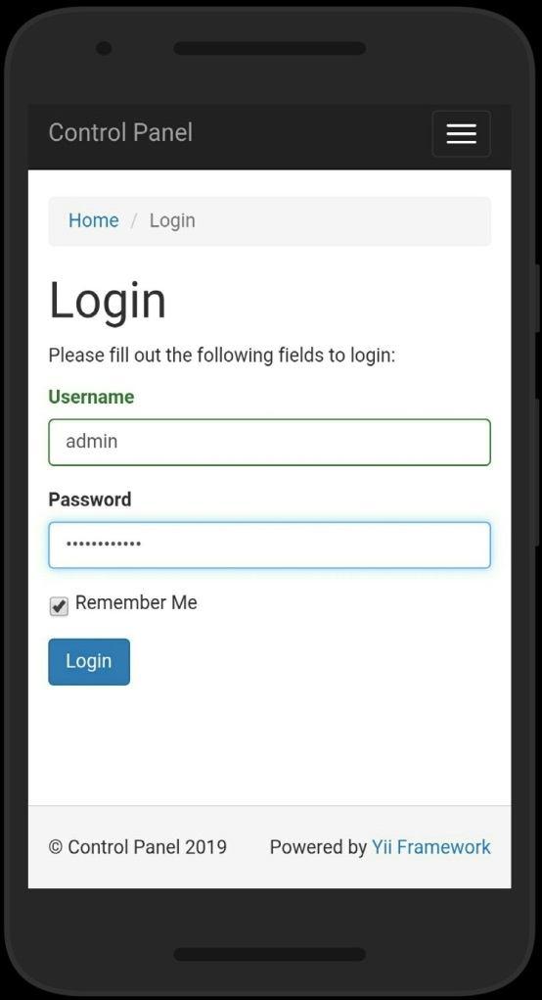 Control Panel
Home / Login
Login
Please fill out the following fields to login:
Username
admin
Password
••••••••••••
Remember Me
Login
© Control Panel 2019 Powered by Yii Framework